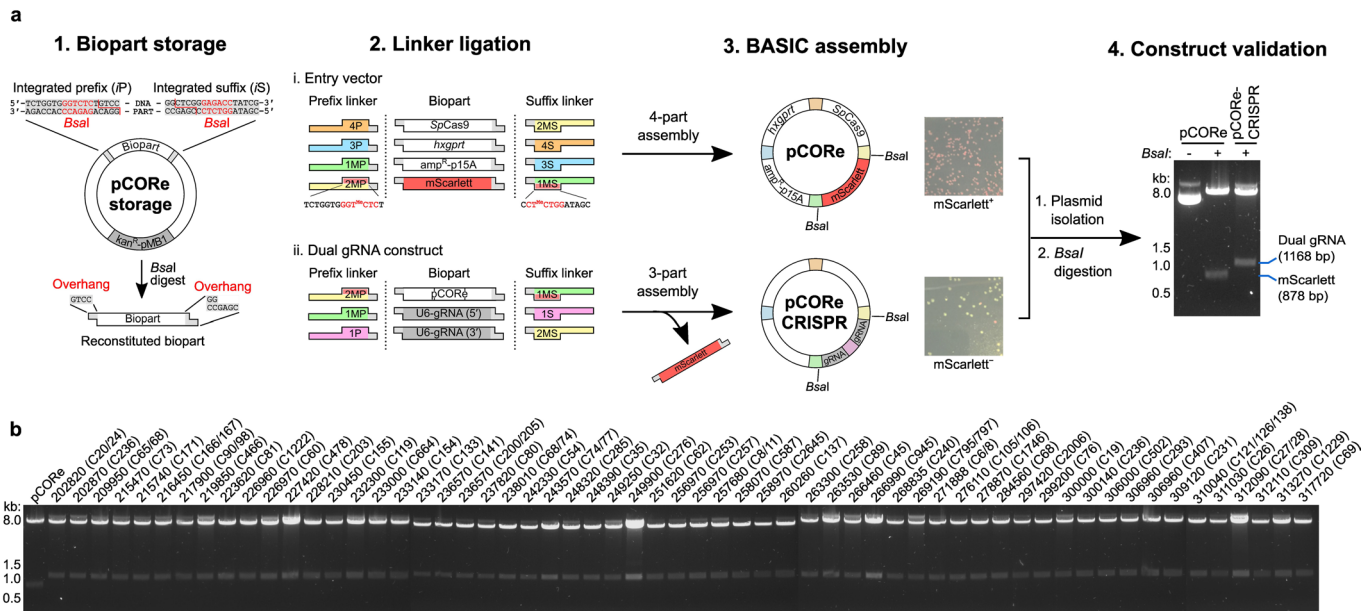 a
1. Biopart storage
Integrated prefix (iP) Integrated suffix (iS)
5’-TCTGGTGGGTCTCTGTCC – DNA – GGCTCGGGAGACCTATCG-3’
3’-AGACCACCCAGAGACAGG – PART – CCGAGCCCTCTGGATAGC-5’
BsaI BsaI
Biopart
pCORe
storage
kanR-pMB1
BsaI
digest
Overhang Overhang
GTCC GG
CCGAGC
Biopart
Reconstituted biopart
2. Linker ligation
i. Entry vector
Prefix linker Biopart Suffix linker
4P SpCas9 2MS
3P hxgprt 4S
1MP ampR-p15A 3S
2MP mScarlett 1MS
TCTGGTGGGTMeCTCT CCTMeCTGGATAGC
ii. Dual gRNA construct
Prefix linker Biopart Suffix linker
2MP pCORe 1MS
1MP U6-gRNA (5′) 1S
1P U6-gRNA (3′) 2MS
3. BASIC assembly
4-part
assembly
hxgprt SpCas9
pCORe
ampR-p15A mScarlett
BsaI
BsaI
mScarlett+
3-part
assembly
mScarlett
pCORe
CRISPR
gRNA gRNA
BsaI
BsaI
mScarlett−
1. Plasmid
isolation
2. BsaI
digestion
4. Construct validation
pCORe
pCORe-
CRISPR
BsaI: - + +
kb:
8.0
1.5
1.0
0.5
Dual gRNA
(1168 bp)
mScarlett
(878 bp)
b
pCORe
202820 (C20/24)
202870 (C236)
209950 (C65/68)
215470 (C73)
215740 (C171)
216450 (C166/167)
217900 (C90/98)
219850 (C466)
223620 (C81)
226960 (C1222)
226970 (C60)
227420 (C478)
228210 (C203)
230450 (C155)
232300 (C119)
233000 (C664)
233140 (C154)
233170 (C133)
236570 (C141)
236570 (C200/205)
237820 (C80)
238010 (C68/74)
242330 (C54)
243570 (C74/77)
248320 (C285)
248390 (C35)
249250 (C32)
249900 (C276)
251620 (C62)
256970 (C253)
256970 (C257)
257680 (C8/11)
258070 (C587)
258970 (C2645)
260260 (C137)
263300 (C258)
263530 (C89)
266460 (C45)
266990 (C945)
268835 (C240)
269190 (C795/797)
271888 (C6/8)
276110 (C105/106)
278870 (C1746)
284560 (C68)
297420 (C2006)
299200 (C76)
300000 (C19)
300140 (C236)
306000 (C502)
306960 (C293)
306960 (C407)
309120 (C231)
310040 (C121/126/138)
311030 (C267)
312090 (C27/28)
312110 (C309)
313270 (C1229)
317720 (C69)
kb:
8.0
1.5
1.0
0.5